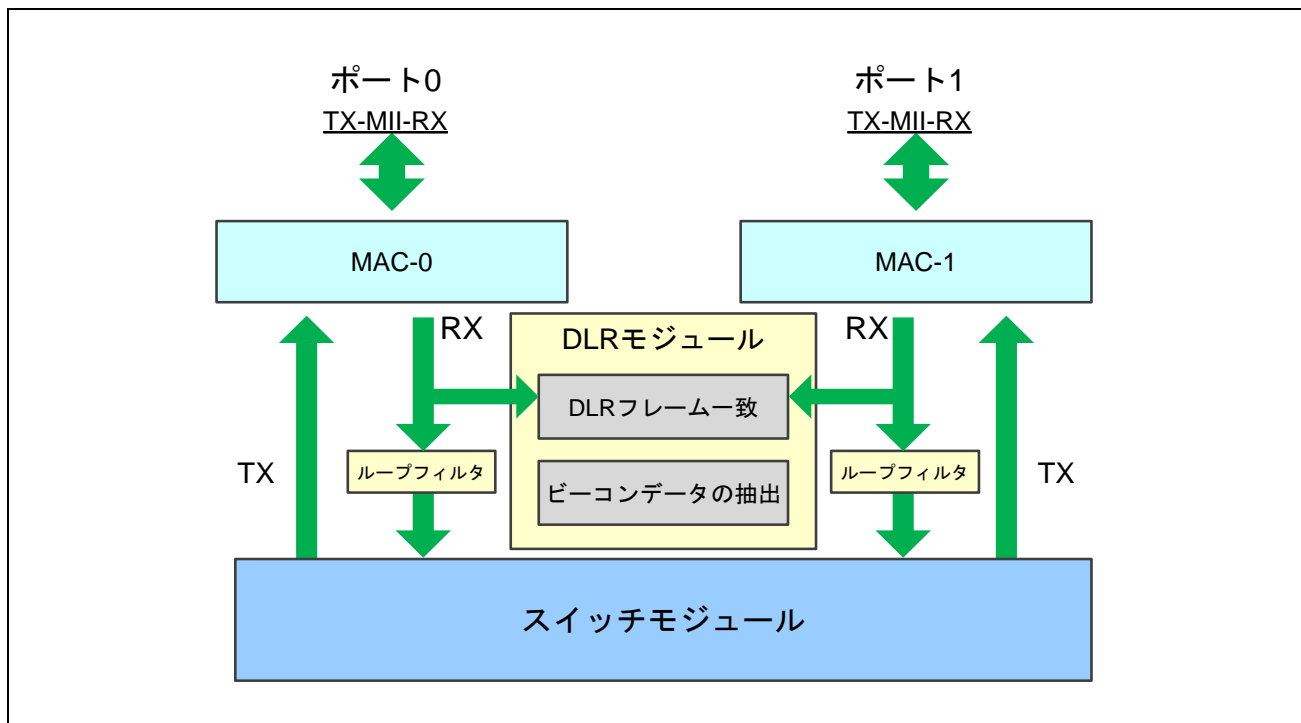 ポート0
ポート1
TX-MII-RX
TX-MII-RX
MAC-0
MAC-1
RX
RX
DLRモジュール
DLRフレーム一致
ループフィルタ
ループフィルタ
TX
TX
ビーコンデータの抽出
スイッチモジュール